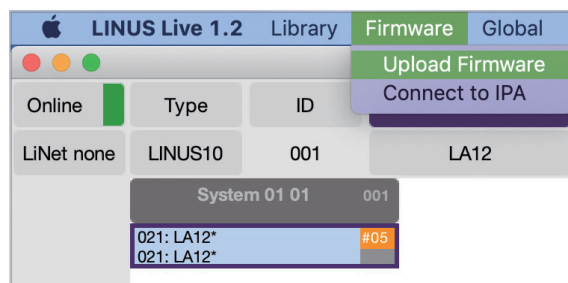 LINUS Live 1.2 Library Firmware Global
Upload Firmware
Connect to IPA
Online Type ID
LiNet none LINUS10 001 LA12
System 01 01 001
021: LA12* #05
021: LA12*